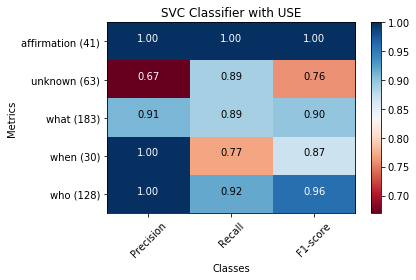 SVC Classifier with USE
Metrics
affirmation (41) 1.00 1.00 1.00
unknown (63) 0.67 0.89 0.76
what (183) 0.91 0.89 0.90
when (30) 1.00 0.77 0.87
who (128) 1.00 0.92 0.96
Precision Recall F1-score
Classes
1.00
0.95
0.90
0.85
0.80
0.75
0.70